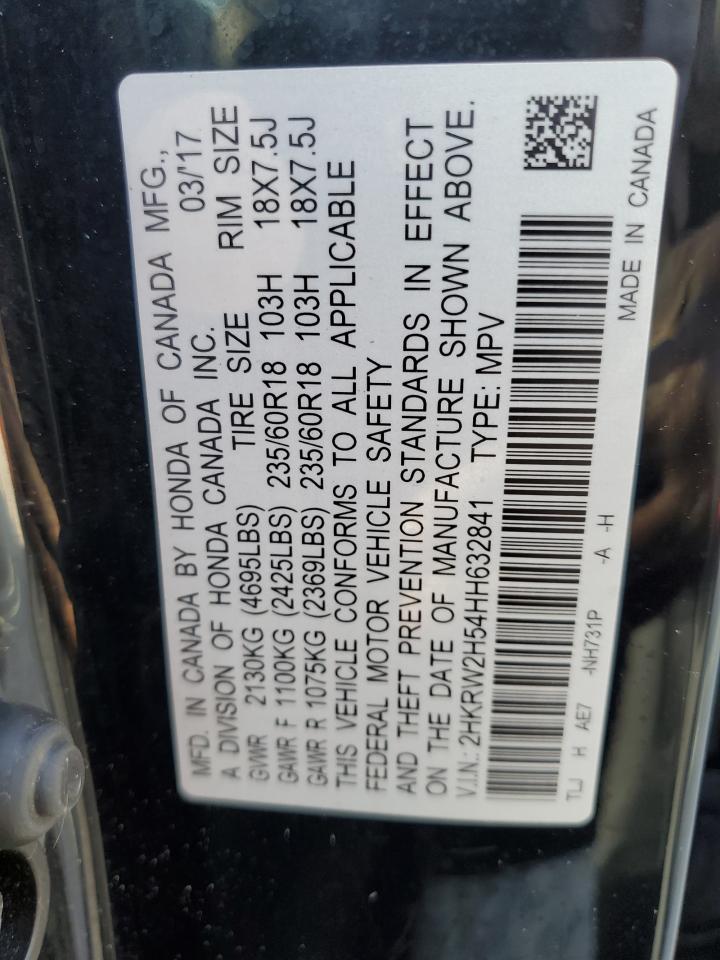 MFD. IN CANADA BY HONDA OF CANADA MFG.,
A DIVISION OF HONDA CANADA INC. 03/'17
GVWR 2130KG (4695LBS) TIRE SIZE RIM SIZE
GAWR F 1100KG (2425LBS) 235/60R18 103H 18X7.5J
GAWR R 1075KG (2369LBS) 235/60R18 103H 18X7.5J
THIS VEHICLE CONFORMS TO ALL APPLICABLE
FEDERAL MOTOR VEHICLE SAFETY
AND THEFT PREVENTION STANDARDS IN EFFECT
ON THE DATE OF MANUFACTURE SHOWN ABOVE.
V.I.N.: 2HKRW2H54HH632841 TYPE: MPV
TLJ H AE7 -NH731P -A -H
MADE IN CANADA